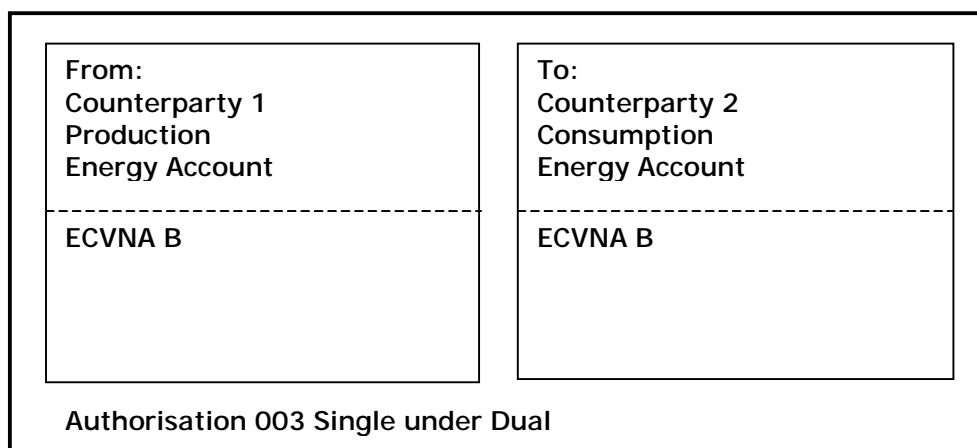 From:
Counterparty 1
Production
Energy Account
ECVNA B
To:
Counterparty 2
Consumption
Energy Account
ECVNA B
Authorisation 003 Single under Dual